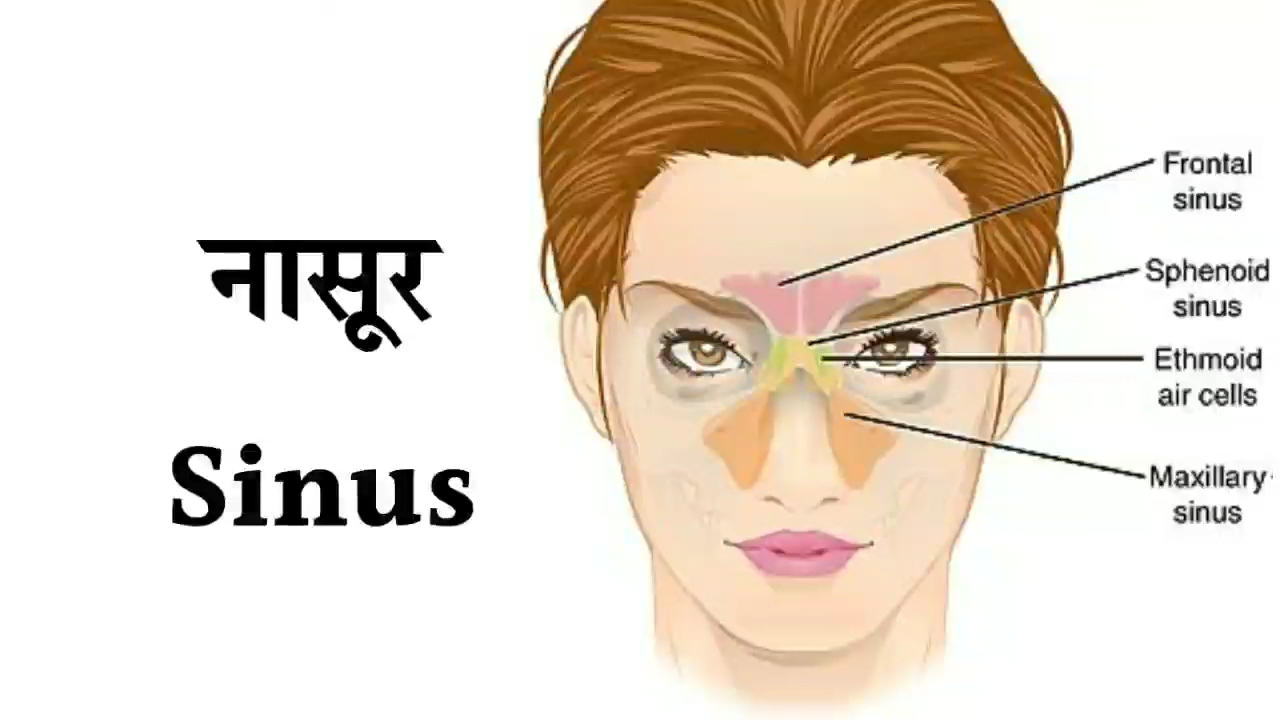 नासूर
Sinus
Frontal
sinus
Sphenoid
sinus
Ethmoid
air cells
Maxillary
sinus